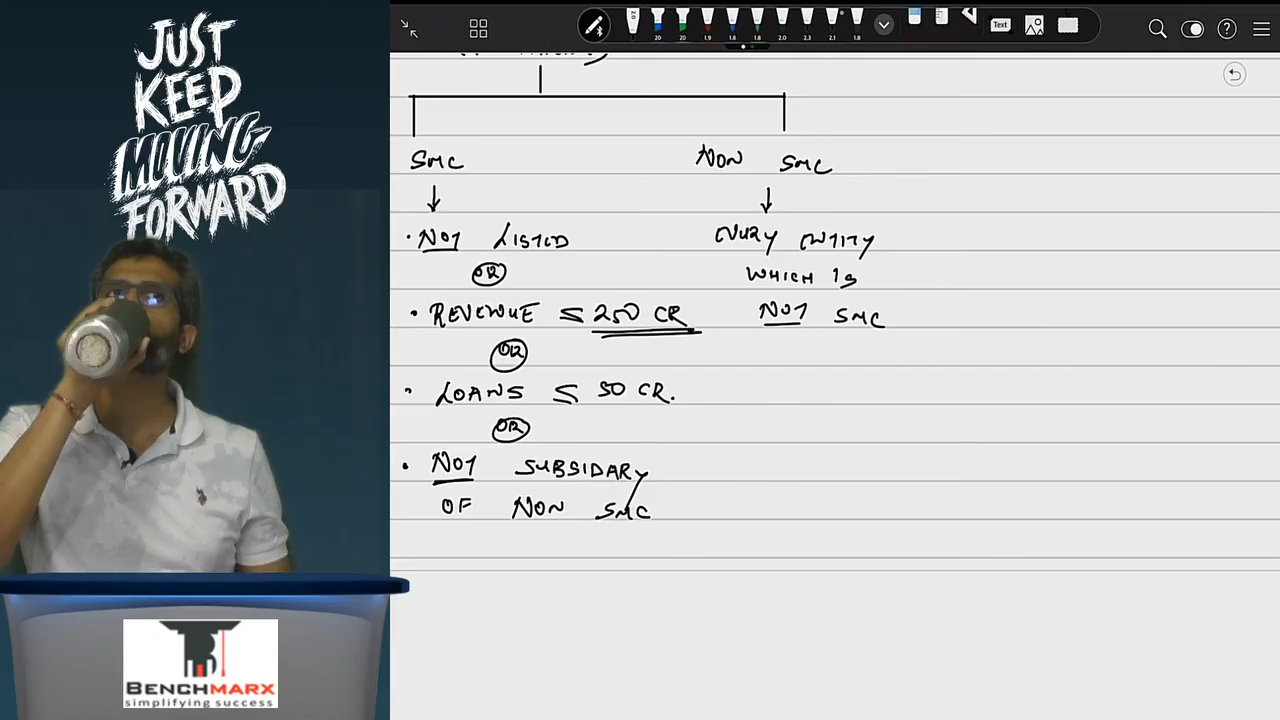 JUST
KEEP
MOVING
FORWARD
BENCHMARX
simplifying success
Text
SMC
NON SMC
• NOT LISTED
OR
• REVENUE ≤ 250 CR
OR
• LOANS ≤ 50 CR.
OR
• NOT SUBSIDARY
OF NON SMC
EVERY ENTITY
WHICH IS
NOT SMC